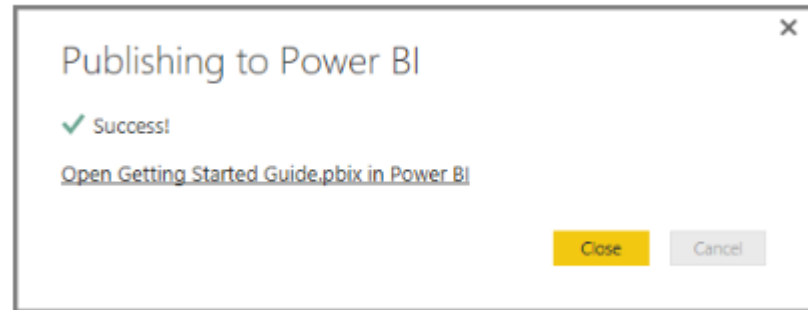 Publishing to Power BI
Success!
Open Getting Started Guide.pbix in Power BI
Close
Cancel